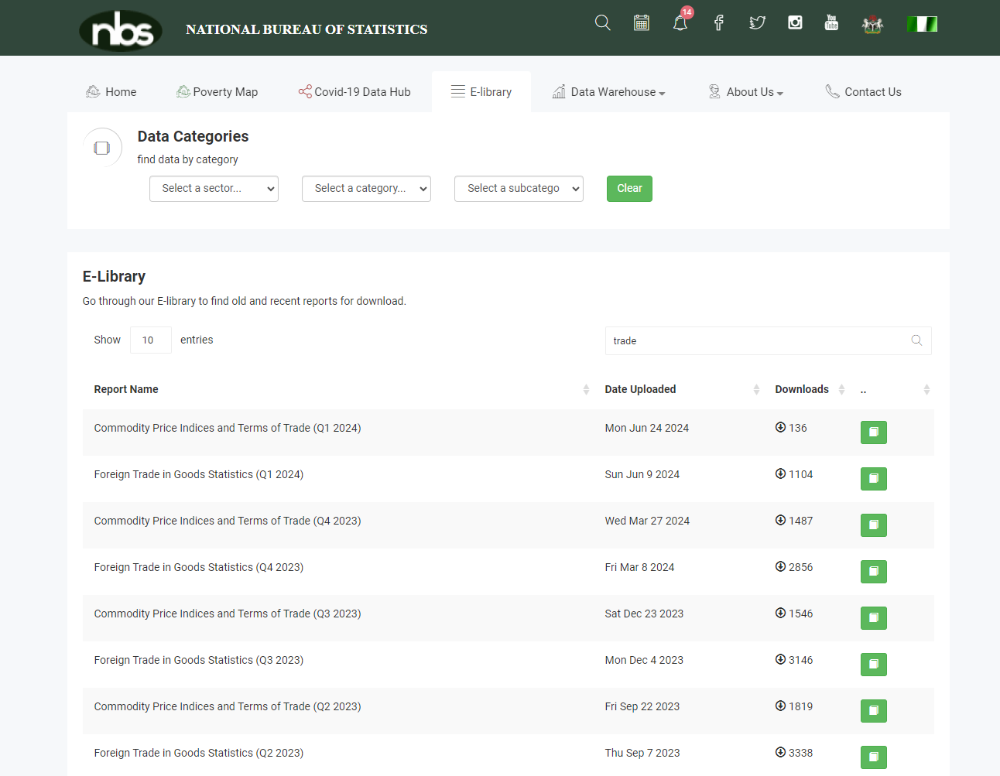 nbs
NATIONAL BUREAU OF STATISTICS
14
You
Tube
Home
Poverty Map
Covid-19 Data Hub
E-library
Data Warehouse
About Us
Contact Us
Data Categories
find data by category
Select a sector...
Select a category...
Select a subcatego
Clear
E-Library
Go through our E-library to find old and recent reports for download.
Show 10 entries
trade
Report Name Date Uploaded Downloads ..
Commodity Price Indices and Terms of Trade (Q1 2024) Mon Jun 24 2024 136
Foreign Trade in Goods Statistics (Q1 2024) Sun Jun 9 2024 1104
Commodity Price Indices and Terms of Trade (Q4 2023) Wed Mar 27 2024 1487
Foreign Trade in Goods Statistics (Q4 2023) Fri Mar 8 2024 2856
Commodity Price Indices and Terms of Trade (Q3 2023) Sat Dec 23 2023 1546
Foreign Trade in Goods Statistics (Q3 2023) Mon Dec 4 2023 3146
Commodity Price Indices and Terms of Trade (Q2 2023) Fri Sep 22 2023 1819
Foreign Trade in Goods Statistics (Q2 2023) Thu Sep 7 2023 3338